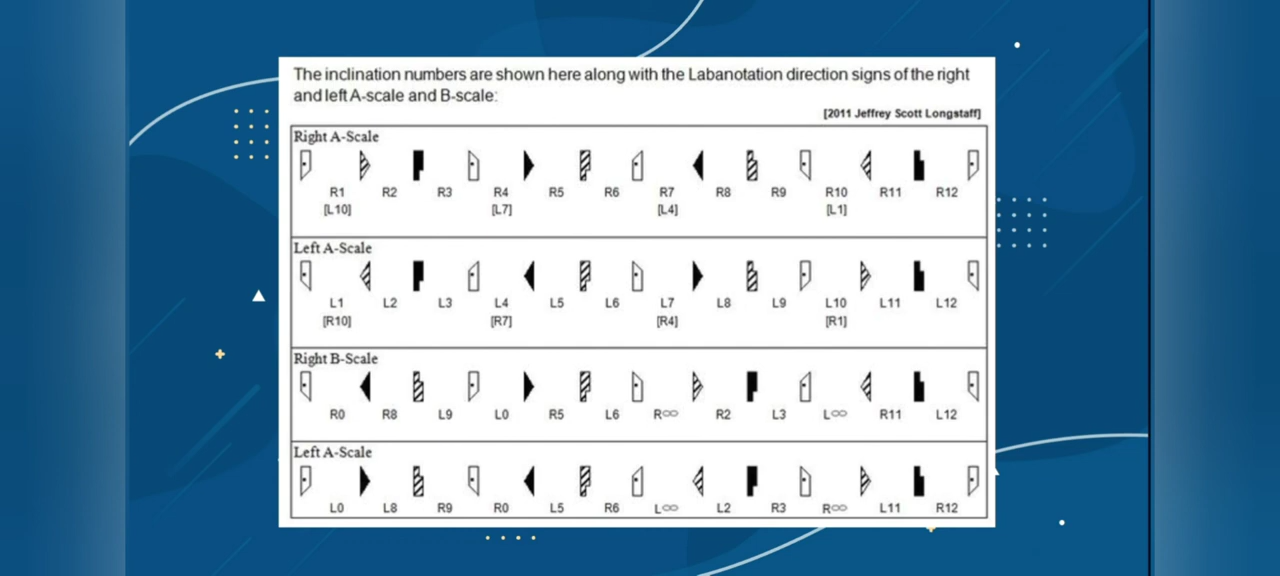 The inclination numbers are shown here along with the Labanotation direction signs of the right
and left A-scale and B-scale:
[2011 Jeffrey Scott Longstaff]
Right A-Scale
R1 R2 R3 R4 R5 R6 R7 R8 R9 R10 R11 R12
[L10] [L7] [L4] [L1]
Left A-Scale
L1 L2 L3 L4 L5 L6 L7 L8 L9 L10 L11 L12
[R10] [R7] [R4] [R1]
Right B-Scale
R0 R8 L9 L0 R5 L6 R∞ R2 L3 L∞ R11 L12
Left A-Scale
L0 L8 R9 R0 L5 R6 L∞ L2 R3 R∞ L11 R12